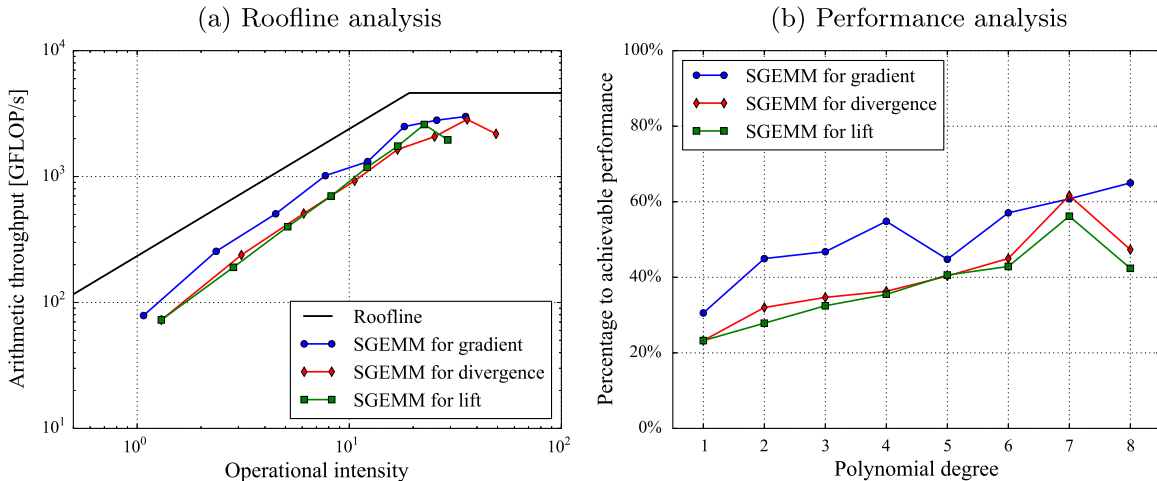 (a) Roofline analysis
Arithmetic throughput [GFLOP/s]
10^4
10^3
10^2
10^1
Roofline
SGEMM for gradient
SGEMM for divergence
SGEMM for lift
10^0
10^1
10^2
Operational intensity
(b) Performance analysis
Percentage to achievable performance
100%
80%
60%
40%
20%
0%
SGEMM for gradient
SGEMM for divergence
SGEMM for lift
1 2 3 4 5 6 7 8
Polynomial degree